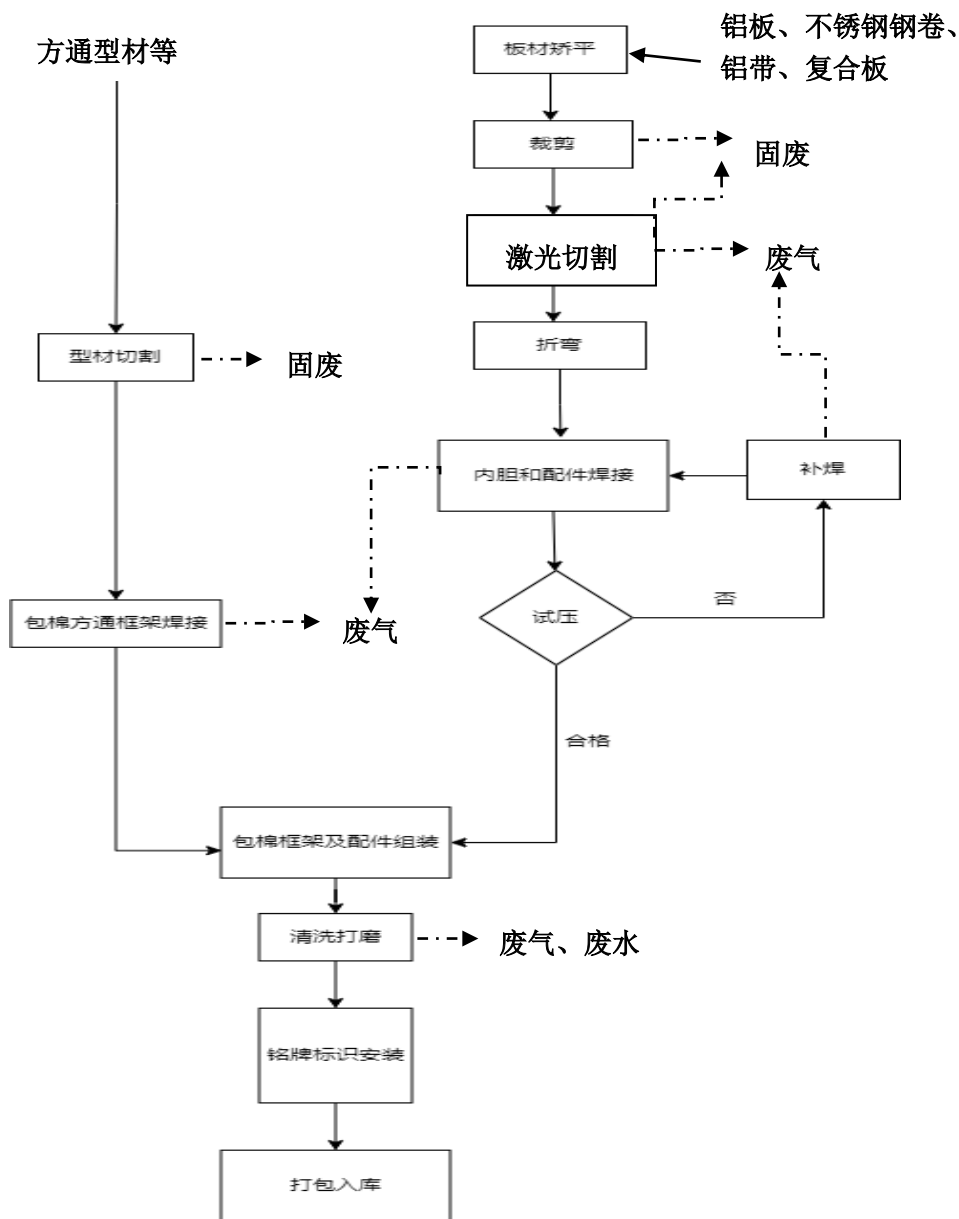 方通型材等
铝板、不锈钢钢卷、
铝带、复合板
板材矫平
裁剪
固废
激光切割
废气
折弯
型材切割
固废
内胆和配件焊接
补焊
试压
否
包棉方通框架焊接
废气
合格
包棉框架及配件组装
清洗打磨
废气、废水
铭牌标识安装
打包入库